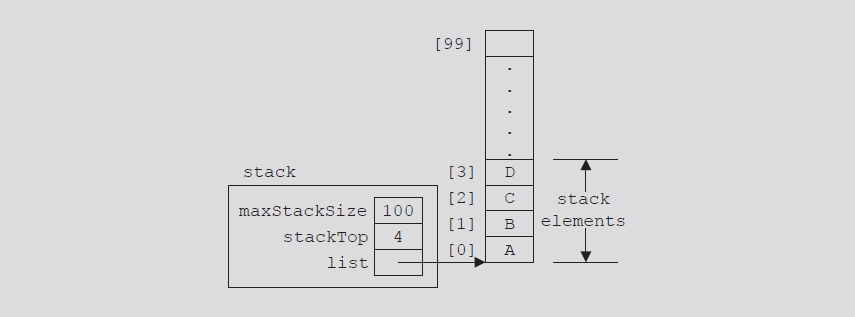 [99]
.
.
.
.
.
stack
[3] D
[2] C
[1] B
[0] A
stack
elements
maxStackSize 100
stackTop 4
list